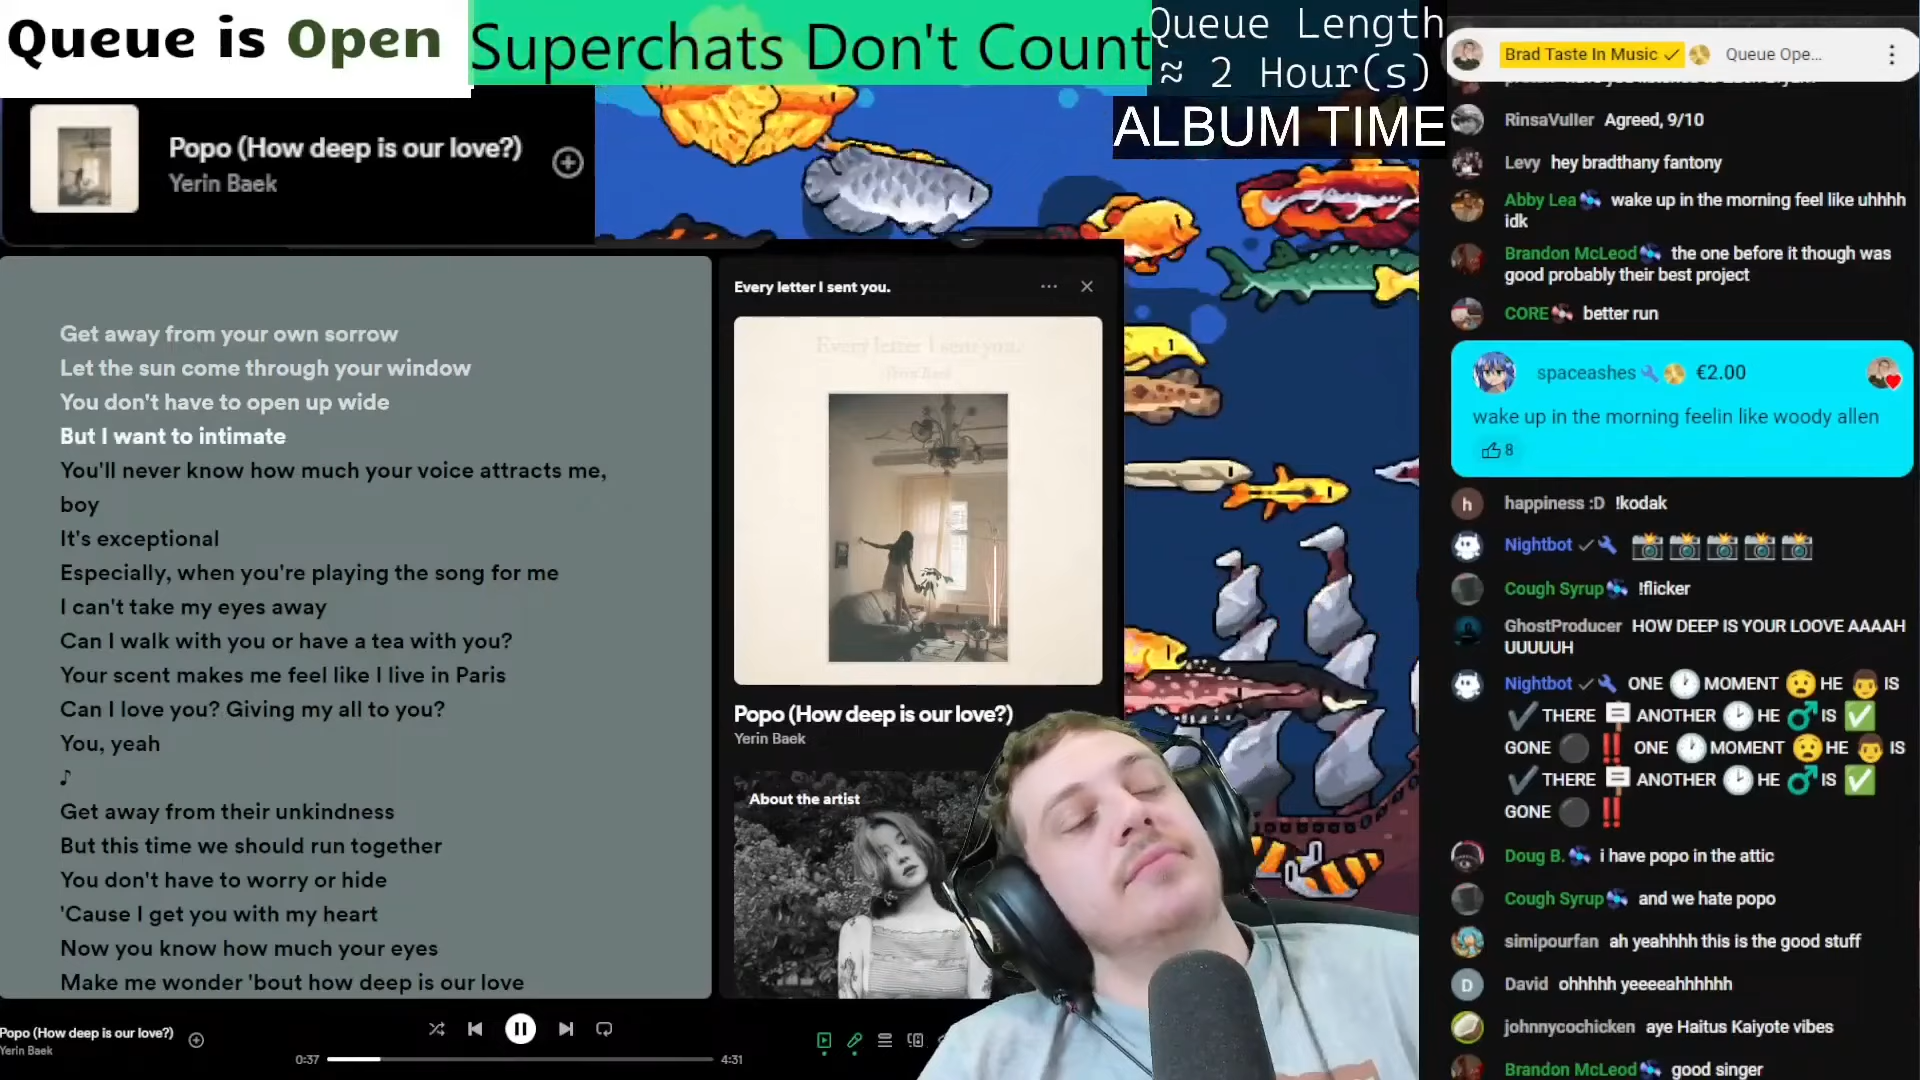 Queue is Open
Superchats Don't Count
Queue Length
≈ 2 Hour(s)
ALBUM TIME
Popo (How deep is our love?)
Yerin Baek
Get away from your own sorrow
Let the sun come through your window
You don't have to open up wide
But I want to intimate
You'll never know how much your voice attracts me,
boy
It's exceptional
Especially, when you're playing the song for me
I can't take my eyes away
Can I walk with you or have a tea with you?
Your scent makes me feel like I live in Paris
Can I love you? Giving my all to you?
You, yeah
♪
Get away from their unkindness
But this time we should run together
You don't have to worry or hide
'Cause I get you with my heart
Now you know how much your eyes
Make me wonder 'bout how deep is our love
Every letter I sent you.
Every letter I sent you.
Popo (How deep is our love?)
Yerin Baek
About the artist
Popo (How deep is our love?)
Yerin Baek
0:37
4:31
Brad Taste In Music ✓ Queue Ope...
RinsaVuller Agreed, 9/10
Levy hey bradthany fantony
Abby Lea wake up in the morning feel like uhhhh
idk
Brandon McLeod the one before it though was
good probably their best project
CORE better run
spaceashes €2.00
wake up in the morning feelin like woody allen
8
h happiness :D !kodak
Nightbot ✓ 📸 📸 📸 📸 📸
Cough Syrup !flicker
GhostProducer HOW DEEP IS YOUR LOOVE AAAAH
UUUUUH
Nightbot ✓ ONE 🕐 MOMENT 😧 HE 👨 IS
✔ THERE 🪧 ANOTHER 🕑 HE ♂ IS ✅
GONE ⚫ ‼ ONE 🕐 MOMENT 😧 HE 👨 IS
✔ THERE 🪧 ANOTHER 🕑 HE ♂ IS ✅
GONE ⚫ ‼
Doug B. i have popo in the attic
Cough Syrup and we hate popo
simipourfan ah yeahhhh this is the good stuff
D David ohhhhh yeeeeahhhhhh
johnnycochicken aye Haitus Kaiyote vibes
Brandon McLeod good singer